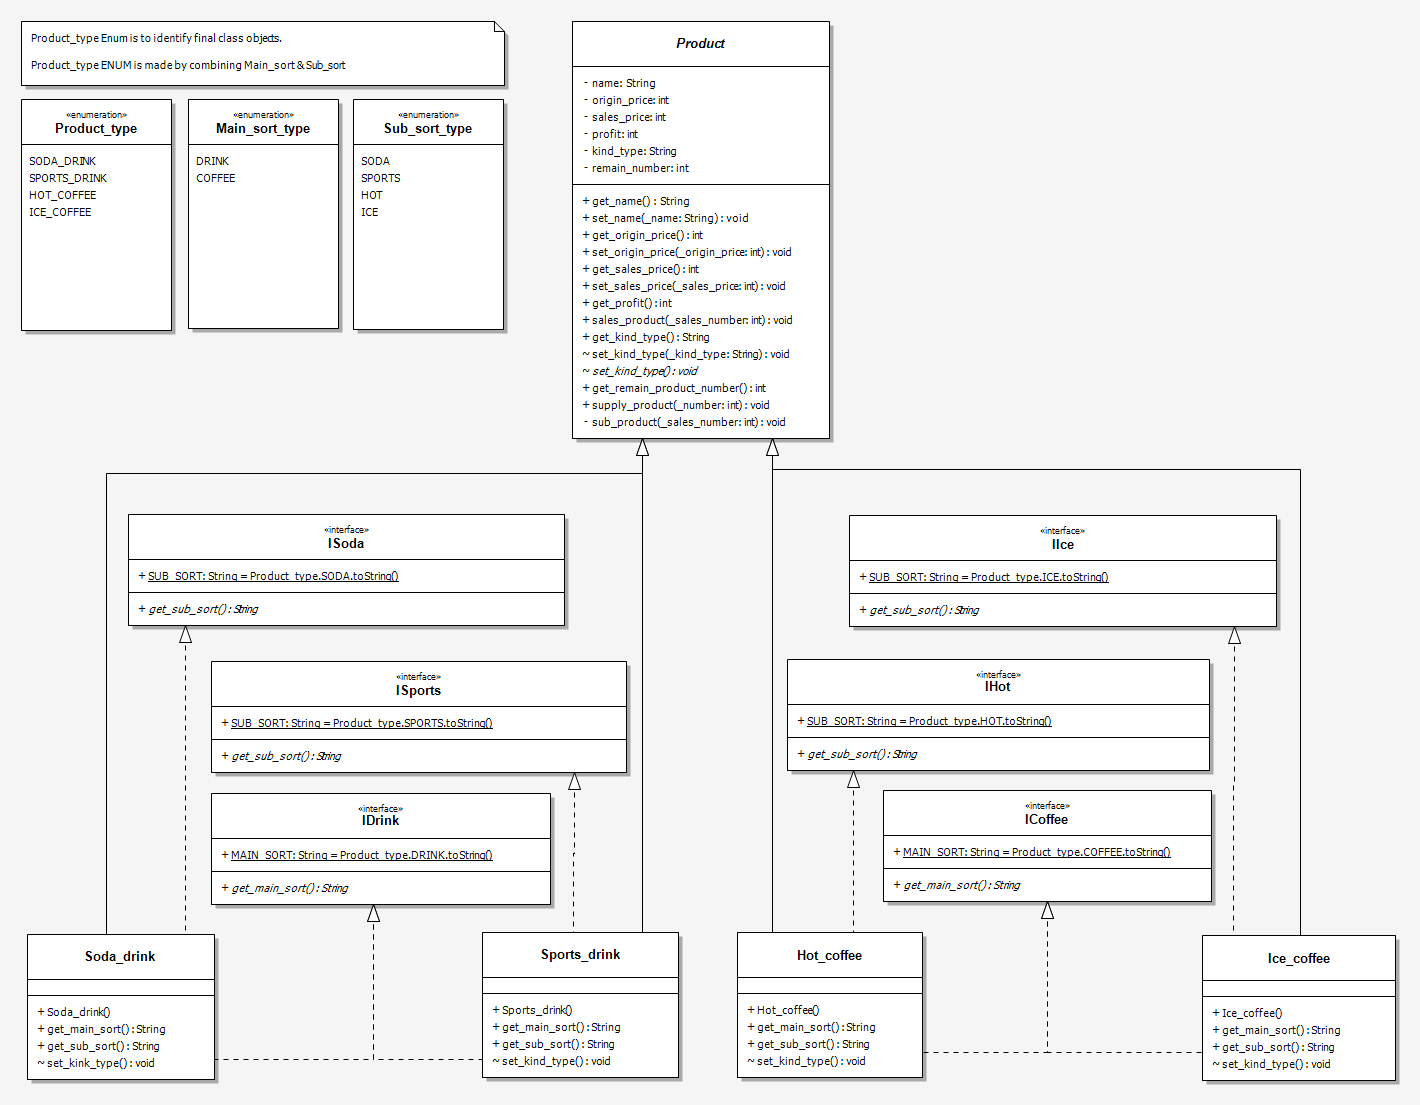 Product_type Enum is to identify final class objects.
Product_type ENUM is made by combining Main_sort & Sub_sort
«enumeration»
Product_type
SODA_DRINK
SPORTS_DRINK
HOT_COFFEE
ICE_COFFEE
«enumeration»
Main_sort_type
DRINK
COFFEE
«enumeration»
Sub_sort_type
SODA
SPORTS
HOT
ICE
Product
- name: String
- origin_price: int
- sales_price: int
- profit: int
- kind_type: String
- remain_number: int
+ get_name() : String
+ set_name(_name: String) : void
+ get_origin_price() : int
+ set_origin_price(_origin_price: int) : void
+ get_sales_price() : int
+ set_sales_price(_sales_price: int) : void
+ get_profit() : int
+ sales_product(_sales_number: int) : void
+ get_kind_type() : String
~ set_kind_type(_kind_type: String) : void
~ set_kind_type() : void
+ get_remain_product_number() : int
+ supply_product(_number: int) : void
- sub_product(_sales_number: int) : void
«interface»
ISoda
+ SUB_SORT: String = Product_type.SODA.toString()
+ get_sub_sort() : String
«interface»
IIce
+ SUB_SORT: String = Product_type.ICE.toString()
+ get_sub_sort() : String
«interface»
ISports
+ SUB_SORT: String = Product_type.SPORTS.toString()
+ get_sub_sort() : String
«interface»
IHot
+ SUB_SORT: String = Product_type.HOT.toString()
+ get_sub_sort() : String
«interface»
IDrink
+ MAIN_SORT: String = Product_type.DRINK.toString()
+ get_main_sort() : String
«interface»
ICoffee
+ MAIN_SORT: String = Product_type.COFFEE.toString()
+ get_main_sort() : String
Soda_drink
+ Soda_drink()
+ get_main_sort() : String
+ get_sub_sort() : String
~ set_kink_type() : void
Sports_drink
+ Sports_drink()
+ get_main_sort() : String
+ get_sub_sort() : String
~ set_kind_type() : void
Hot_coffee
+ Hot_coffee()
+ get_main_sort() : String
+ get_sub_sort() : String
~ set_kind_type() : void
Ice_coffee
+ Ice_coffee()
+ get_main_sort() : String
+ get_sub_sort() : String
~ set_kind_type() : void